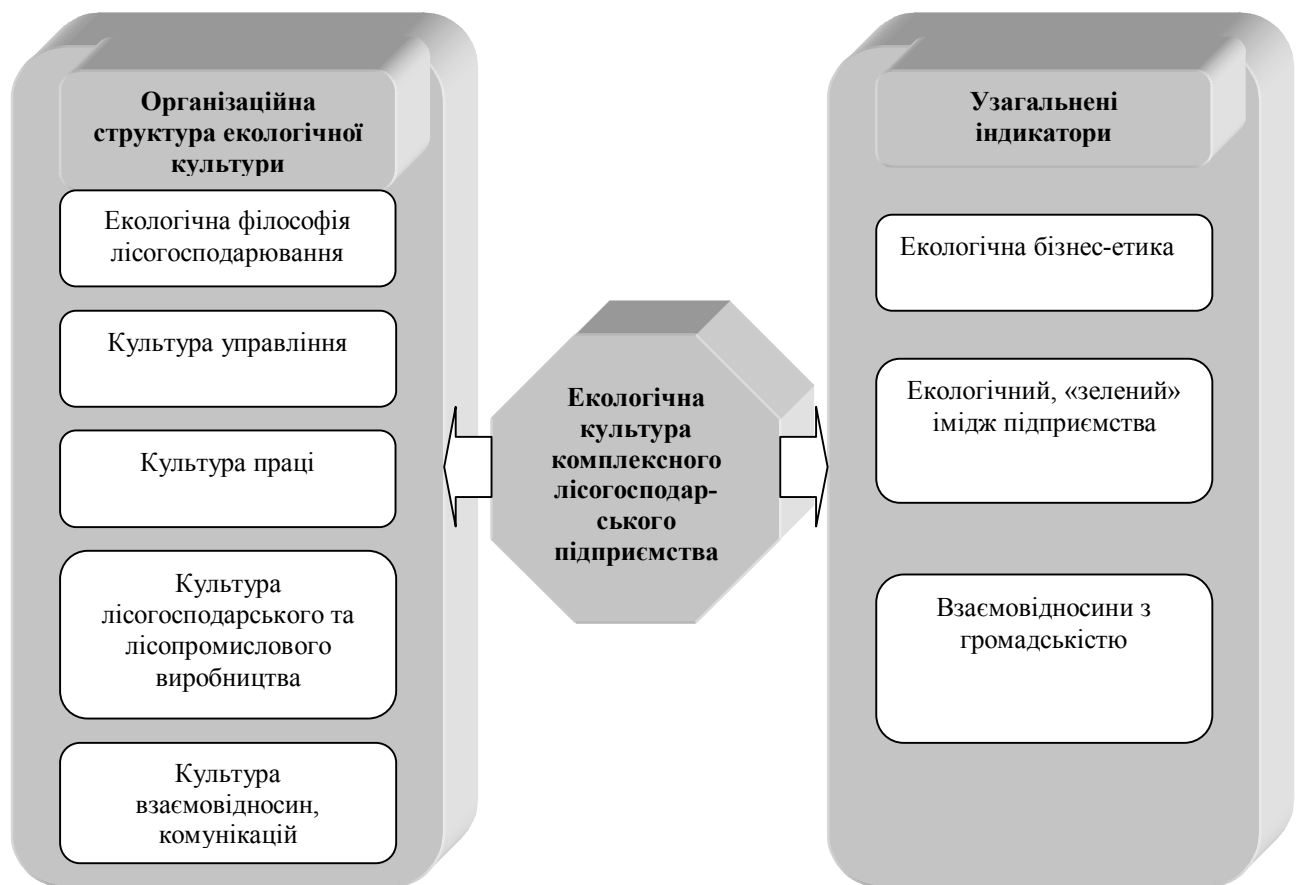 Організаційна
структура екологічної
культури
Екологічна філософія
лісогосподарювання
Культура управління
Культура праці
Культура
лісогосподарського та
лісопромислового
виробництва
Культура
взаємовідносин,
комунікацій
Екологічна
культура
комплексного
лісогосподар-
ського
підприємства
Узагальнені
індикатори
Екологічна бізнес-етика
Екологічний, «зелений»
імідж підприємства
Взаємовідносини з
громадськістю